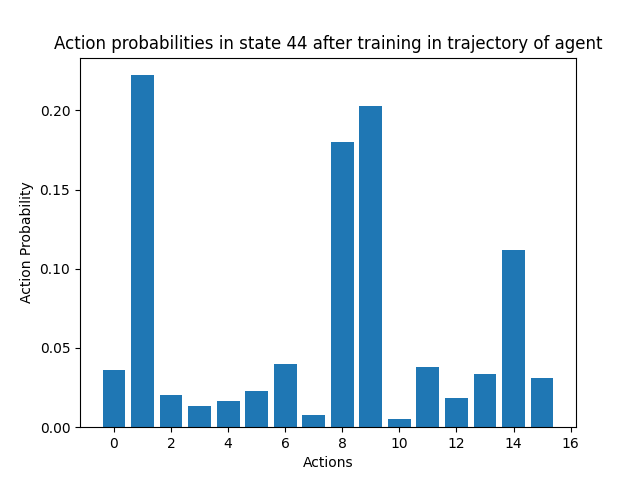 Action probabilities in state 44 after training in trajectory of agent
Action Probability
0.20
0.15
0.10
0.05
0.00
0 2 4 6 8 10 12 14 16
Actions